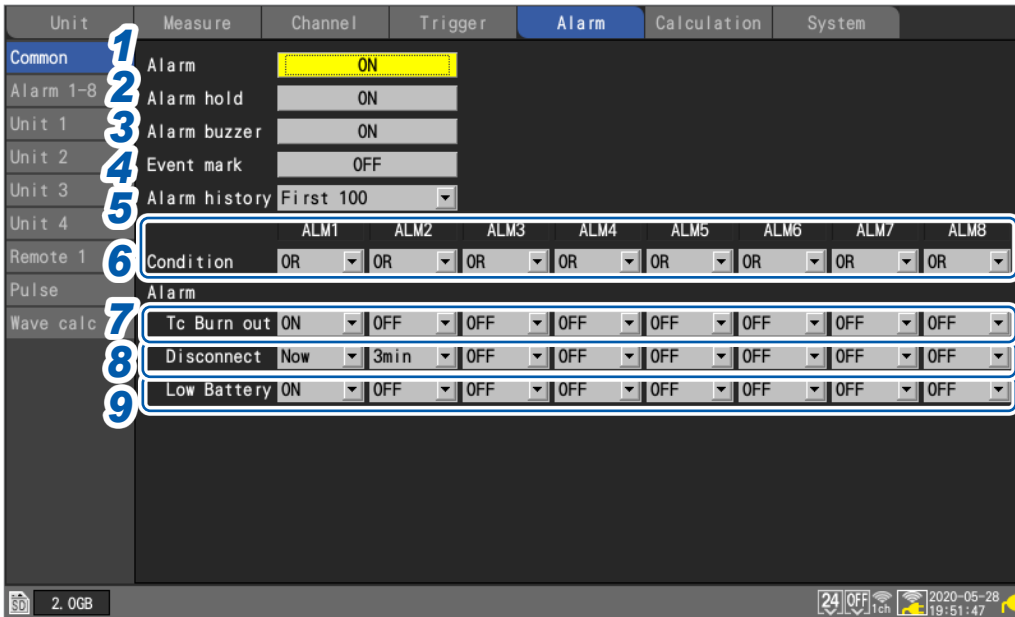 Unit Measure Channel Trigger Alarm Calculation System
Common
Alarm 1-8
Unit 1
Unit 2
Unit 3
Unit 4
Remote 1
Pulse
Wave calc
1 Alarm ON
2 Alarm hold ON
3 Alarm buzzer ON
4 Event mark OFF
5 Alarm history First 100
ALM1 ALM2 ALM3 ALM4 ALM5 ALM6 ALM7 ALM8
6 Condition OR OR OR OR OR OR OR OR
Alarm
7 Tc Burn out ON OFF OFF OFF OFF OFF OFF OFF
8 Disconnect Now 3min OFF OFF OFF OFF OFF OFF
9 Low Battery ON OFF OFF OFF OFF OFF OFF OFF
SD 2.0GB 24 OFF 1ch 2020-05-28
19:51:47